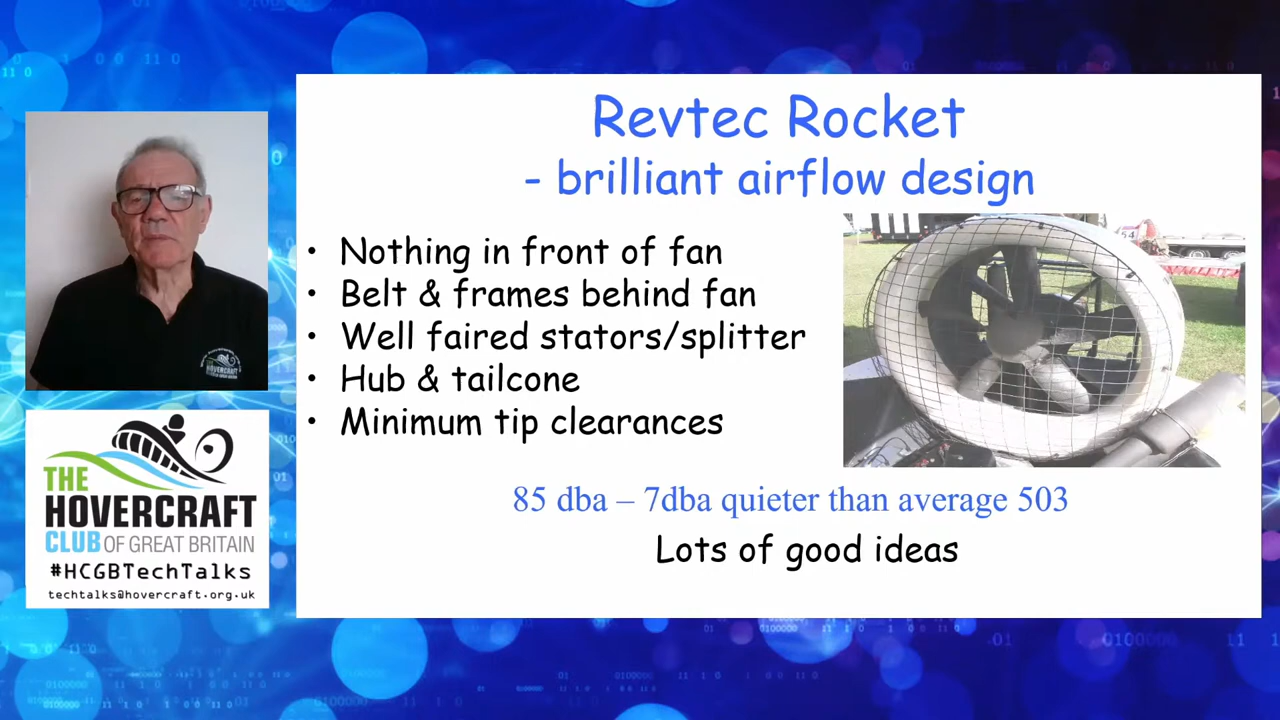 Revtec Rocket
- brilliant airflow design
• Nothing in front of fan
• Belt & frames behind fan
• Well faired stators/splitter
• Hub & tailcone
• Minimum tip clearances
85 dba – 7dba quieter than average 503
Lots of good ideas
HOVERCRAFT
THE
HOVERCRAFT
CLUB OF GREAT BRITAIN
#HCGBTechTalks
techtalks@hovercraft.org.uk